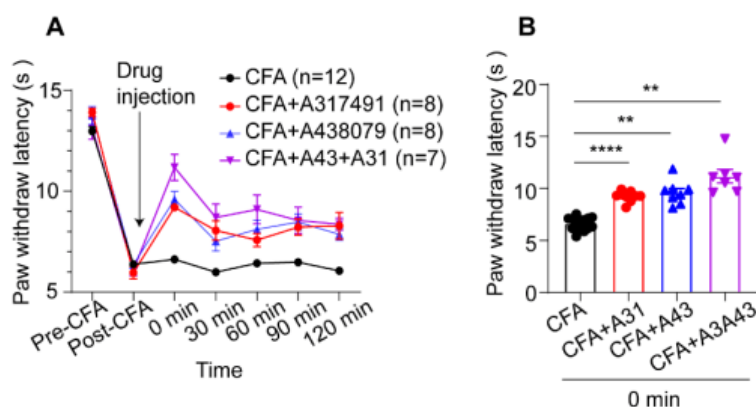 A
Paw withdraw latency (s)
15
10
5
Drug
injection
CFA (n=12)
CFA+A317491 (n=8)
CFA+A438079 (n=8)
CFA+A43+A31 (n=7)
Pre-CFA
Post-CFA
0 min
30 min
60 min
90 min
120 min
Time
B
Paw withdraw latency (s)
20
15
10
5
0
**
**
****
CFA
CFA+A31
CFA+A43
CFA+A3A43
0 min